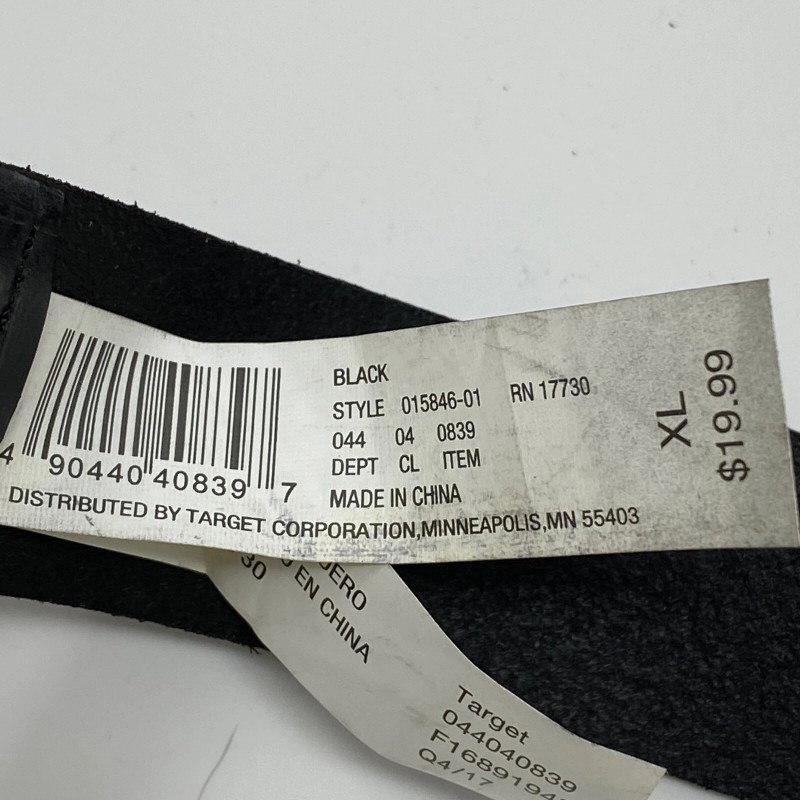 BLACK
STYLE 015846-01 RN 17730
044 04 0839
DEPT CL ITEM
MADE IN CHINA
XL
$19.99
4 90440 40839 7
DISTRIBUTED BY TARGET CORPORATION,MINNEAPOLIS,MN 55403
EN CHINA
30
Target
044040839
Q4/17